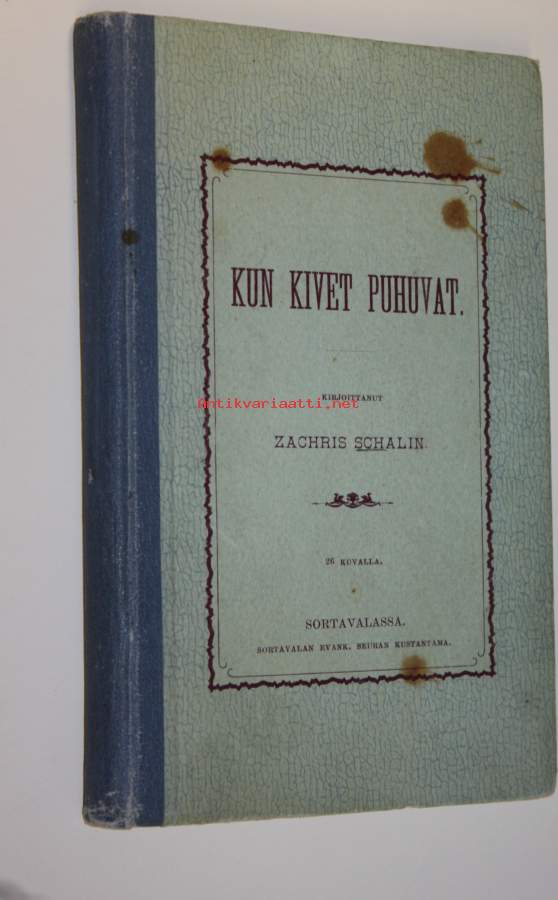 KUN KIVET PUHUVAT.
KIRJOITTANUT
Antikvariaatti.net
ZACHRIS SCHALIN.
26 KUVALLA.
SORTAVALASSA.
SORTAVALAN EVANK. SEURAN KUSTANTAMA.